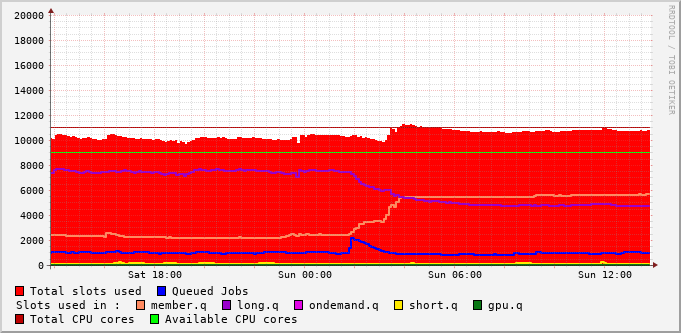 20000
18000
16000
14000
12000
10000
8000
6000
4000
2000
0
Sat 18:00 Sun 00:00 Sun 06:00 Sun 12:00
RRDTOOL / TOBI OETIKER
Total slots used Queued Jobs
Slots used in : member.q long.q ondemand.q short.q gpu.q
Total CPU cores Available CPU cores